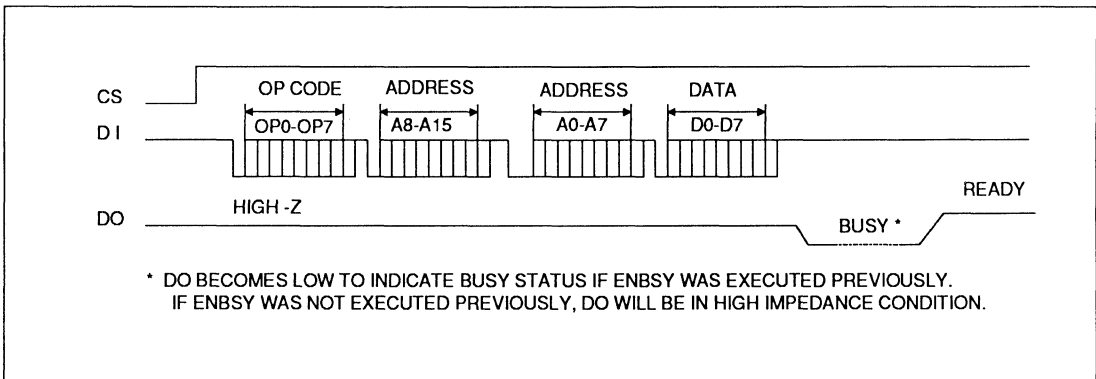 CS
OP CODE ADDRESS ADDRESS DATA
DI
OP0-OP7 A8-A15 A0-A7 D0-D7
READY
HIGH -Z
DO
BUSY *
* DO BECOMES LOW TO INDICATE BUSY STATUS IF ENBSY WAS EXECUTED PREVIOUSLY.
IF ENBSY WAS NOT EXECUTED PREVIOUSLY, DO WILL BE IN HIGH IMPEDANCE CONDITION.